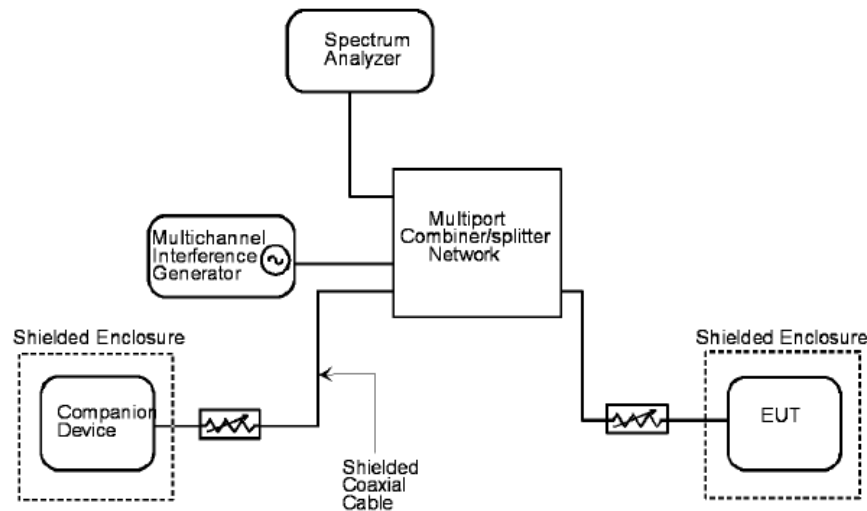 Spectrum
Analyzer
Multiport
Combiner/splitter
Network
Multichannel
Interference
Generator
Shielded Enclosure
Companion
Device
Shielded
Coaxial
Cable
Shielded Enclosure
EUT